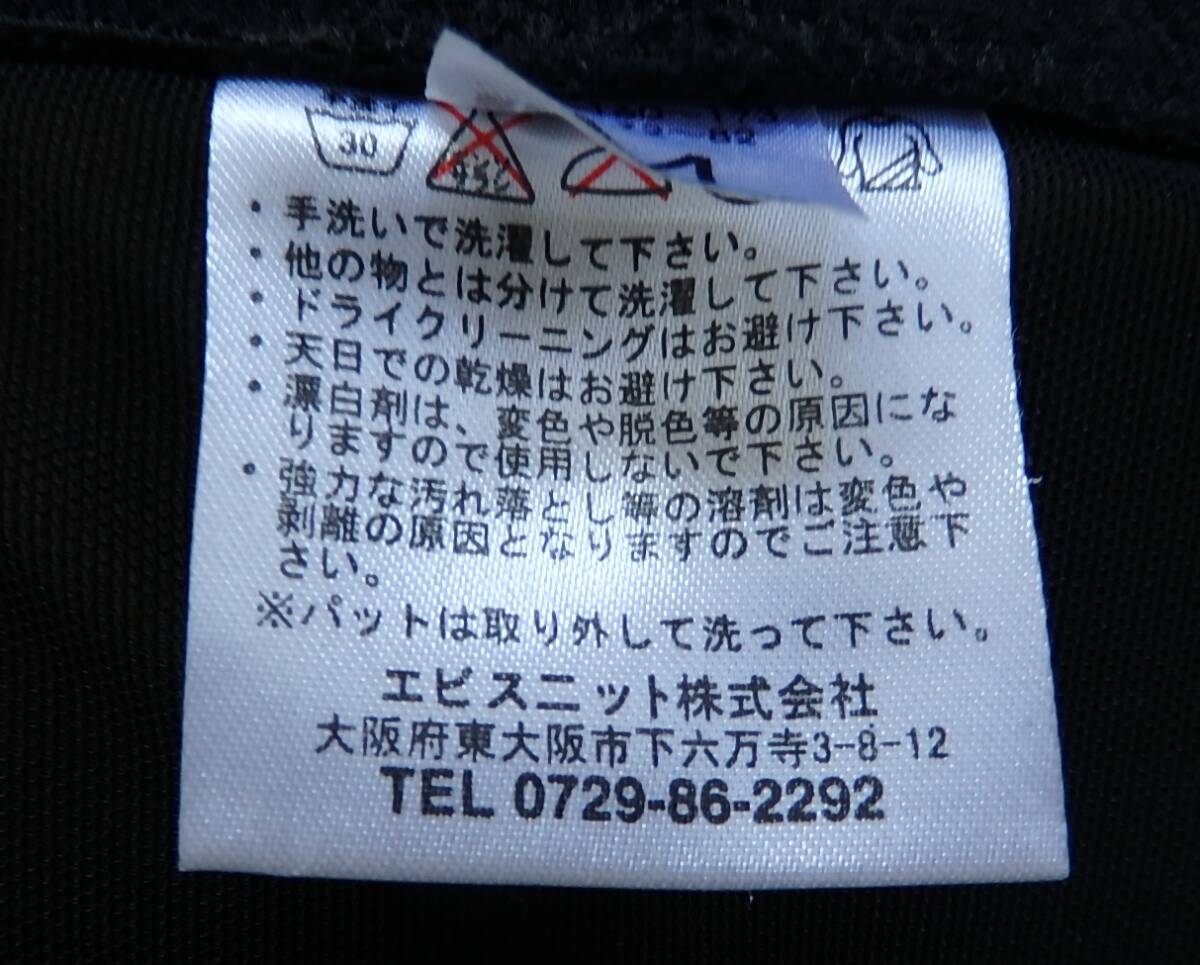 30
エンソ
サラシ
・手洗いで洗濯して下さい。
・他の物とは分けて洗濯して下さい。
・ドライクリーニングはお避け下さい。
・天日での乾燥はお避け下さい。
・漂白剤は、変色や脱色等の原因にな
りますので使用しないで下さい。
・強力な汚れ落とし等の溶剤は変色や
剥離の原因となりますのでご注意下
さい。
※パットは取り外して洗って下さい。
エビスニット株式会社
大阪府東大阪市下六万寺3-8-12
TEL 0729-86-2292